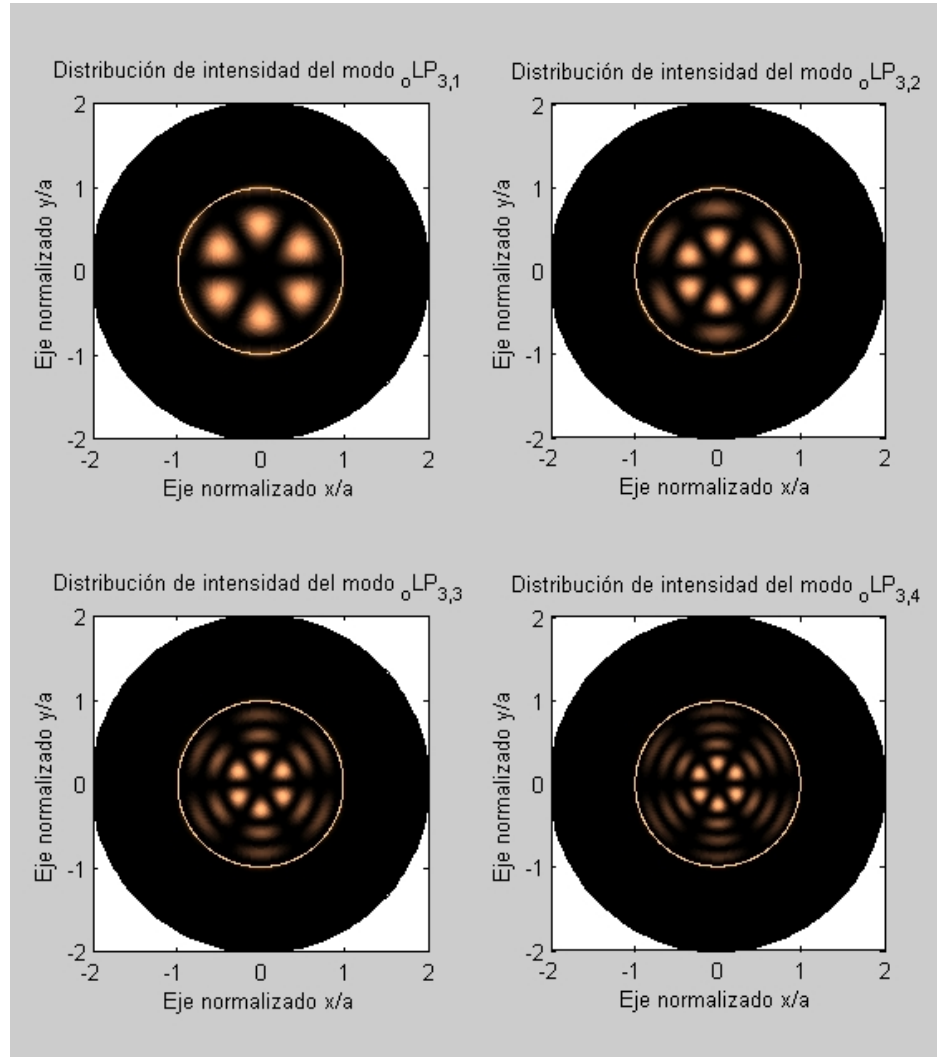 Distribución de intensidad del modo oLP3,1
2
1
0
-1
-2
-2 -1 0 1 2
Eje normalizado y/a
Eje normalizado x/a
Distribución de intensidad del modo oLP3,2
2
1
0
-1
-2
-2 -1 0 1 2
Eje normalizado y/a
Eje normalizado x/a
Distribución de intensidad del modo oLP3,3
2
1
0
-1
-2
-2 -1 0 1 2
Eje normalizado y/a
Eje normalizado x/a
Distribución de intensidad del modo oLP3,4
2
1
0
-1
-2
-2 -1 0 1 2
Eje normalizado y/a
Eje normalizado x/a